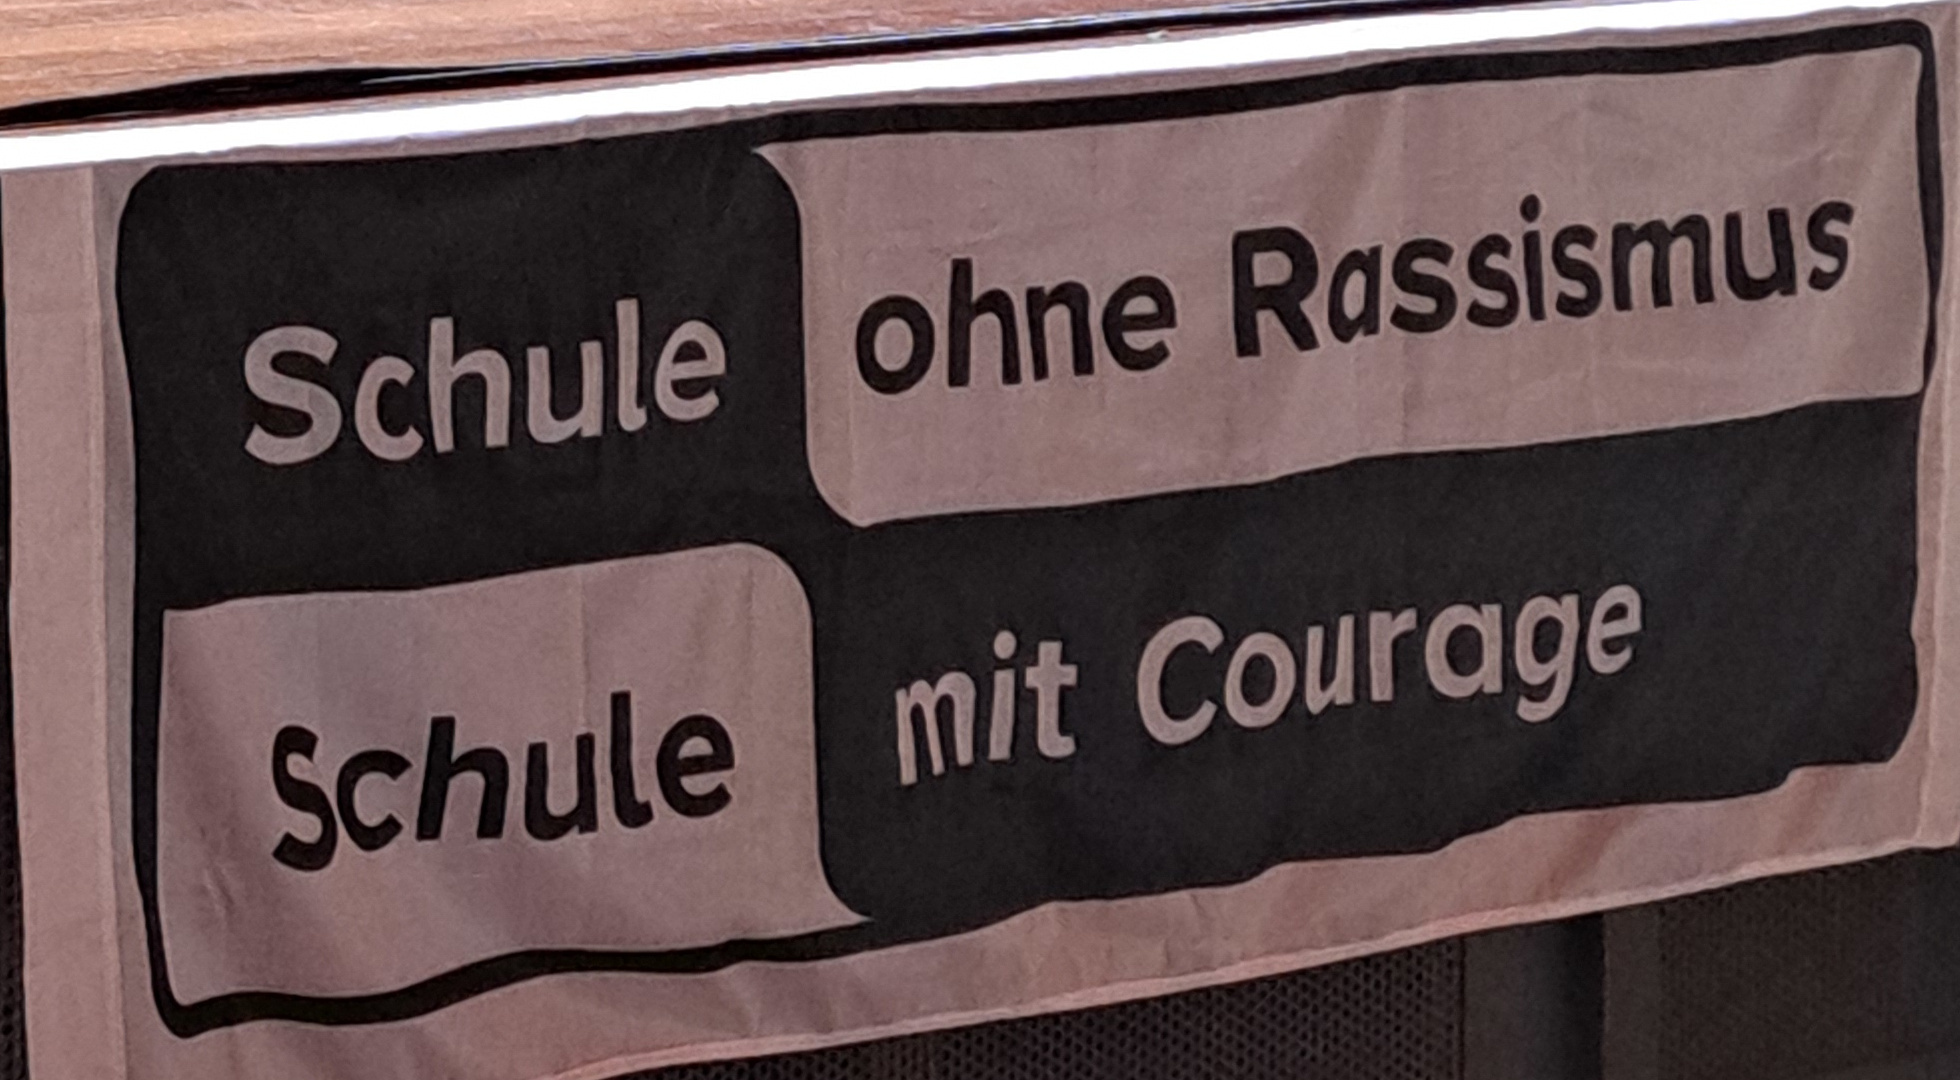 Schule ohne Rassismus
Schule mit Courage